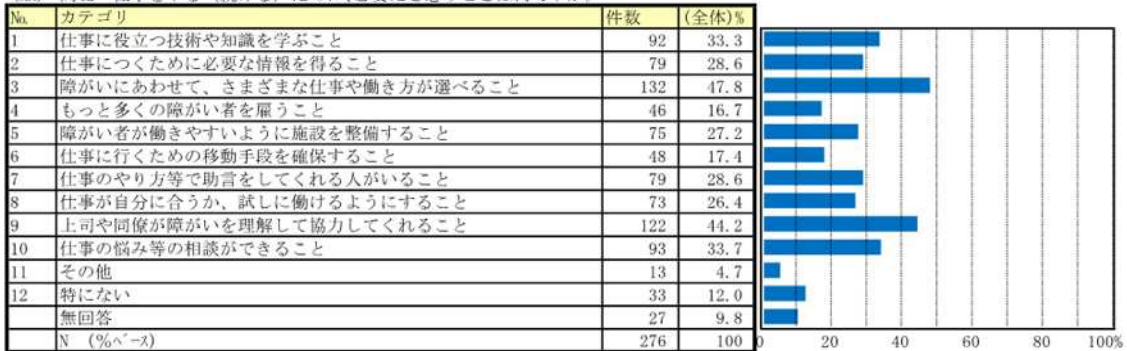 No. カテゴリ 件数 (全体)%
1 仕事に役立つ技術や知識を学ぶこと 92 33.3
2 仕事につくために必要な情報を得ること 79 28.6
3 障がいにあわせて、さまざまな仕事や働き方が選べること 132 47.8
4 もっと多くの障がい者を雇うこと 46 16.7
5 障がい者が働きやすいように施設を整備すること 75 27.2
6 仕事に行くための移動手段を確保すること 48 17.4
7 仕事のやり方等で助言をしてくれる人がいること 79 28.6
8 仕事が自分に合うか、試しに働けるようにすること 73 26.4
9 上司や同僚が障がいを理解して協力してくれること 122 44.2
10 仕事の悩み等の相談ができること 93 33.7
11 その他 13 4.7
12 特にない 33 12.0
無回答 27 9.8
N (%ﾍﾞｰｽ) 276 100
0 20 40 60 80 100%